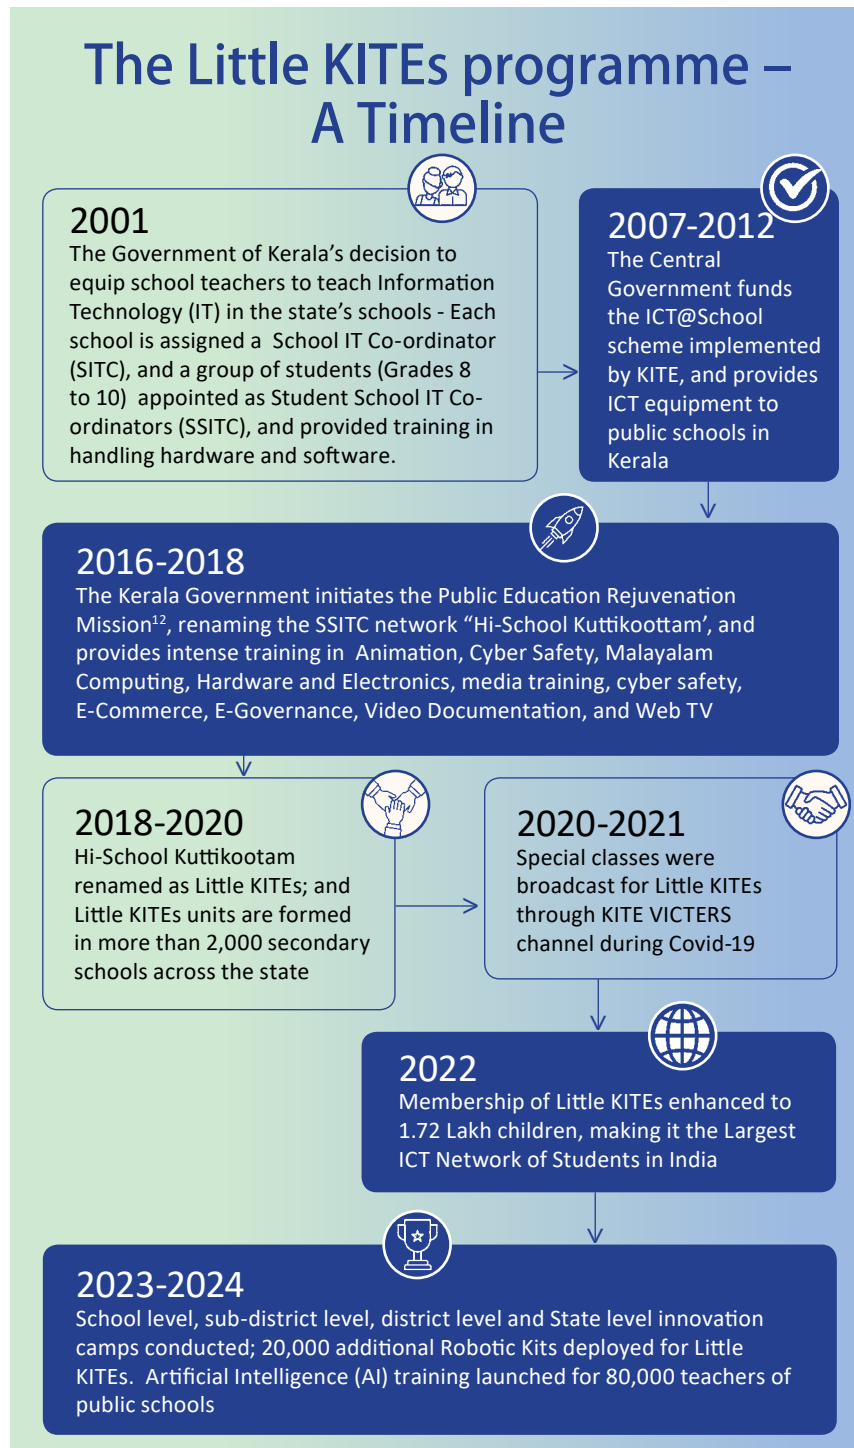 The Little KITEs programme –
A Timeline
2001
The Government of Kerala’s decision to
equip school teachers to teach Information
Technology (IT) in the state’s schools - Each
school is assigned a School IT Co-ordinator
(SITC), and a group of students (Grades 8
to 10) appointed as Student School IT Co-
ordinators (SSITC), and provided training in
handling hardware and software.
2007-2012
The Central
Government funds
the ICT@School
scheme implemented
by KITE, and provides
ICT equipment to
public schools in
Kerala
2016-2018
The Kerala Government initiates the Public Education Rejuvenation
Mission12, renaming the SSITC network “Hi-School Kuttikoottam’, and
provides intense training in Animation, Cyber Safety, Malayalam
Computing, Hardware and Electronics, media training, cyber safety,
E-Commerce, E-Governance, Video Documentation, and Web TV
2018-2020
Hi-School Kuttikootam
renamed as Little KITEs; and
Little KITEs units are formed
in more than 2,000 secondary
schools across the state
2020-2021
Special classes were
broadcast for Little KITEs
through KITE VICTERS
channel during Covid-19
2022
Membership of Little KITEs enhanced to
1.72 Lakh children, making it the Largest
ICT Network of Students in India
2023-2024
School level, sub-district level, district level and State level innovation
camps conducted; 20,000 additional Robotic Kits deployed for Little
KITEs. Artificial Intelligence (AI) training launched for 80,000 teachers of
public schools